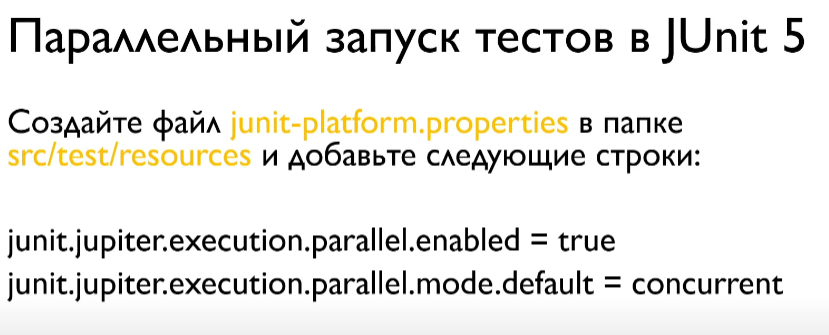 Параллельный запуск тестов в JUnit 5
Создайте файл junit-platform.properties в папке
src/test/resources и добавьте следующие строки:
junit.jupiter.execution.parallel.enabled = true
junit.jupiter.execution.parallel.mode.default = concurrent